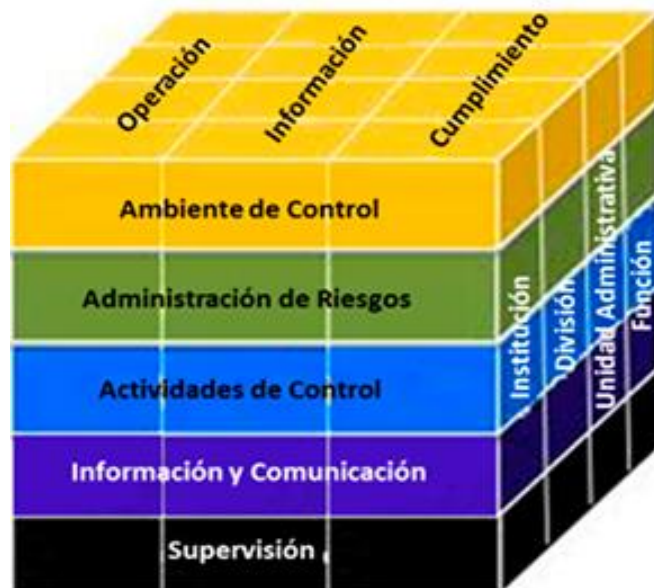 Operación
Información
Cumplimiento
Ambiente de Control
Administración de Riesgos
Actividades de Control
Información y Comunicación
Supervisión
Institución
División
Unidad Administrativa
Función